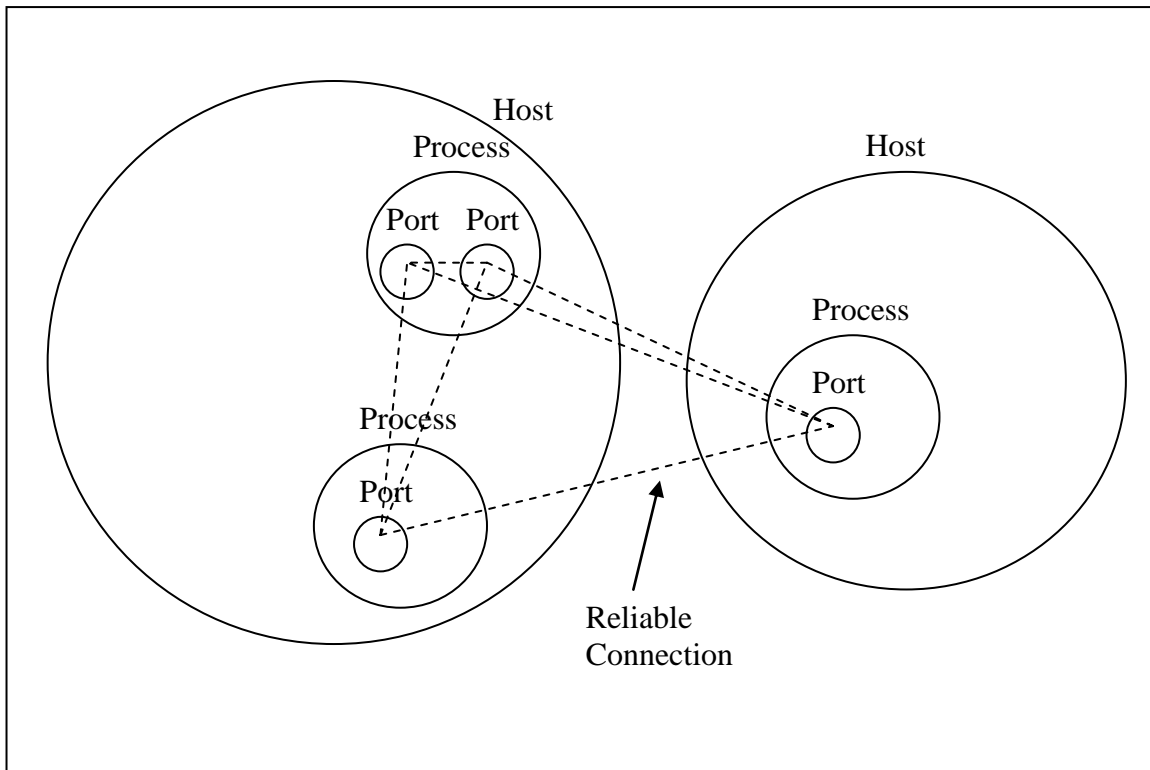 Host
Process
Host
Port Port
Process
Port
Process
Port
Reliable
Connection